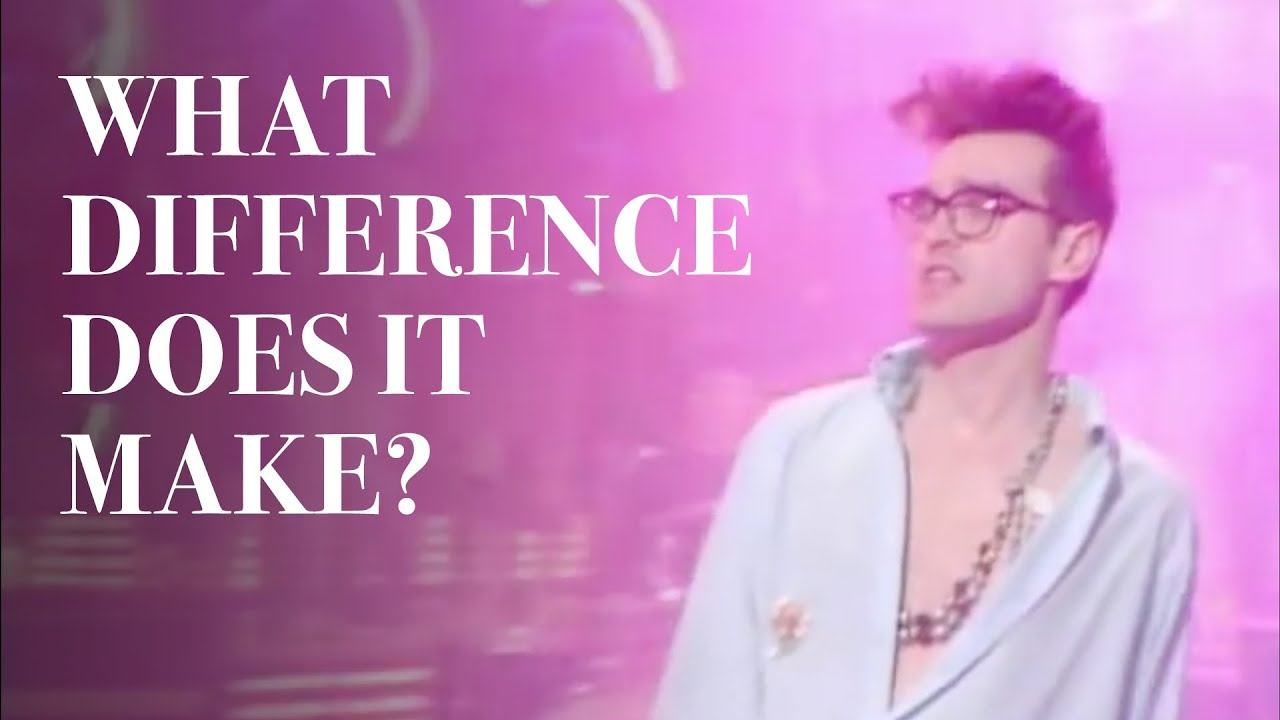 WHAT
DIFFERENCE
DOES IT
MAKE?